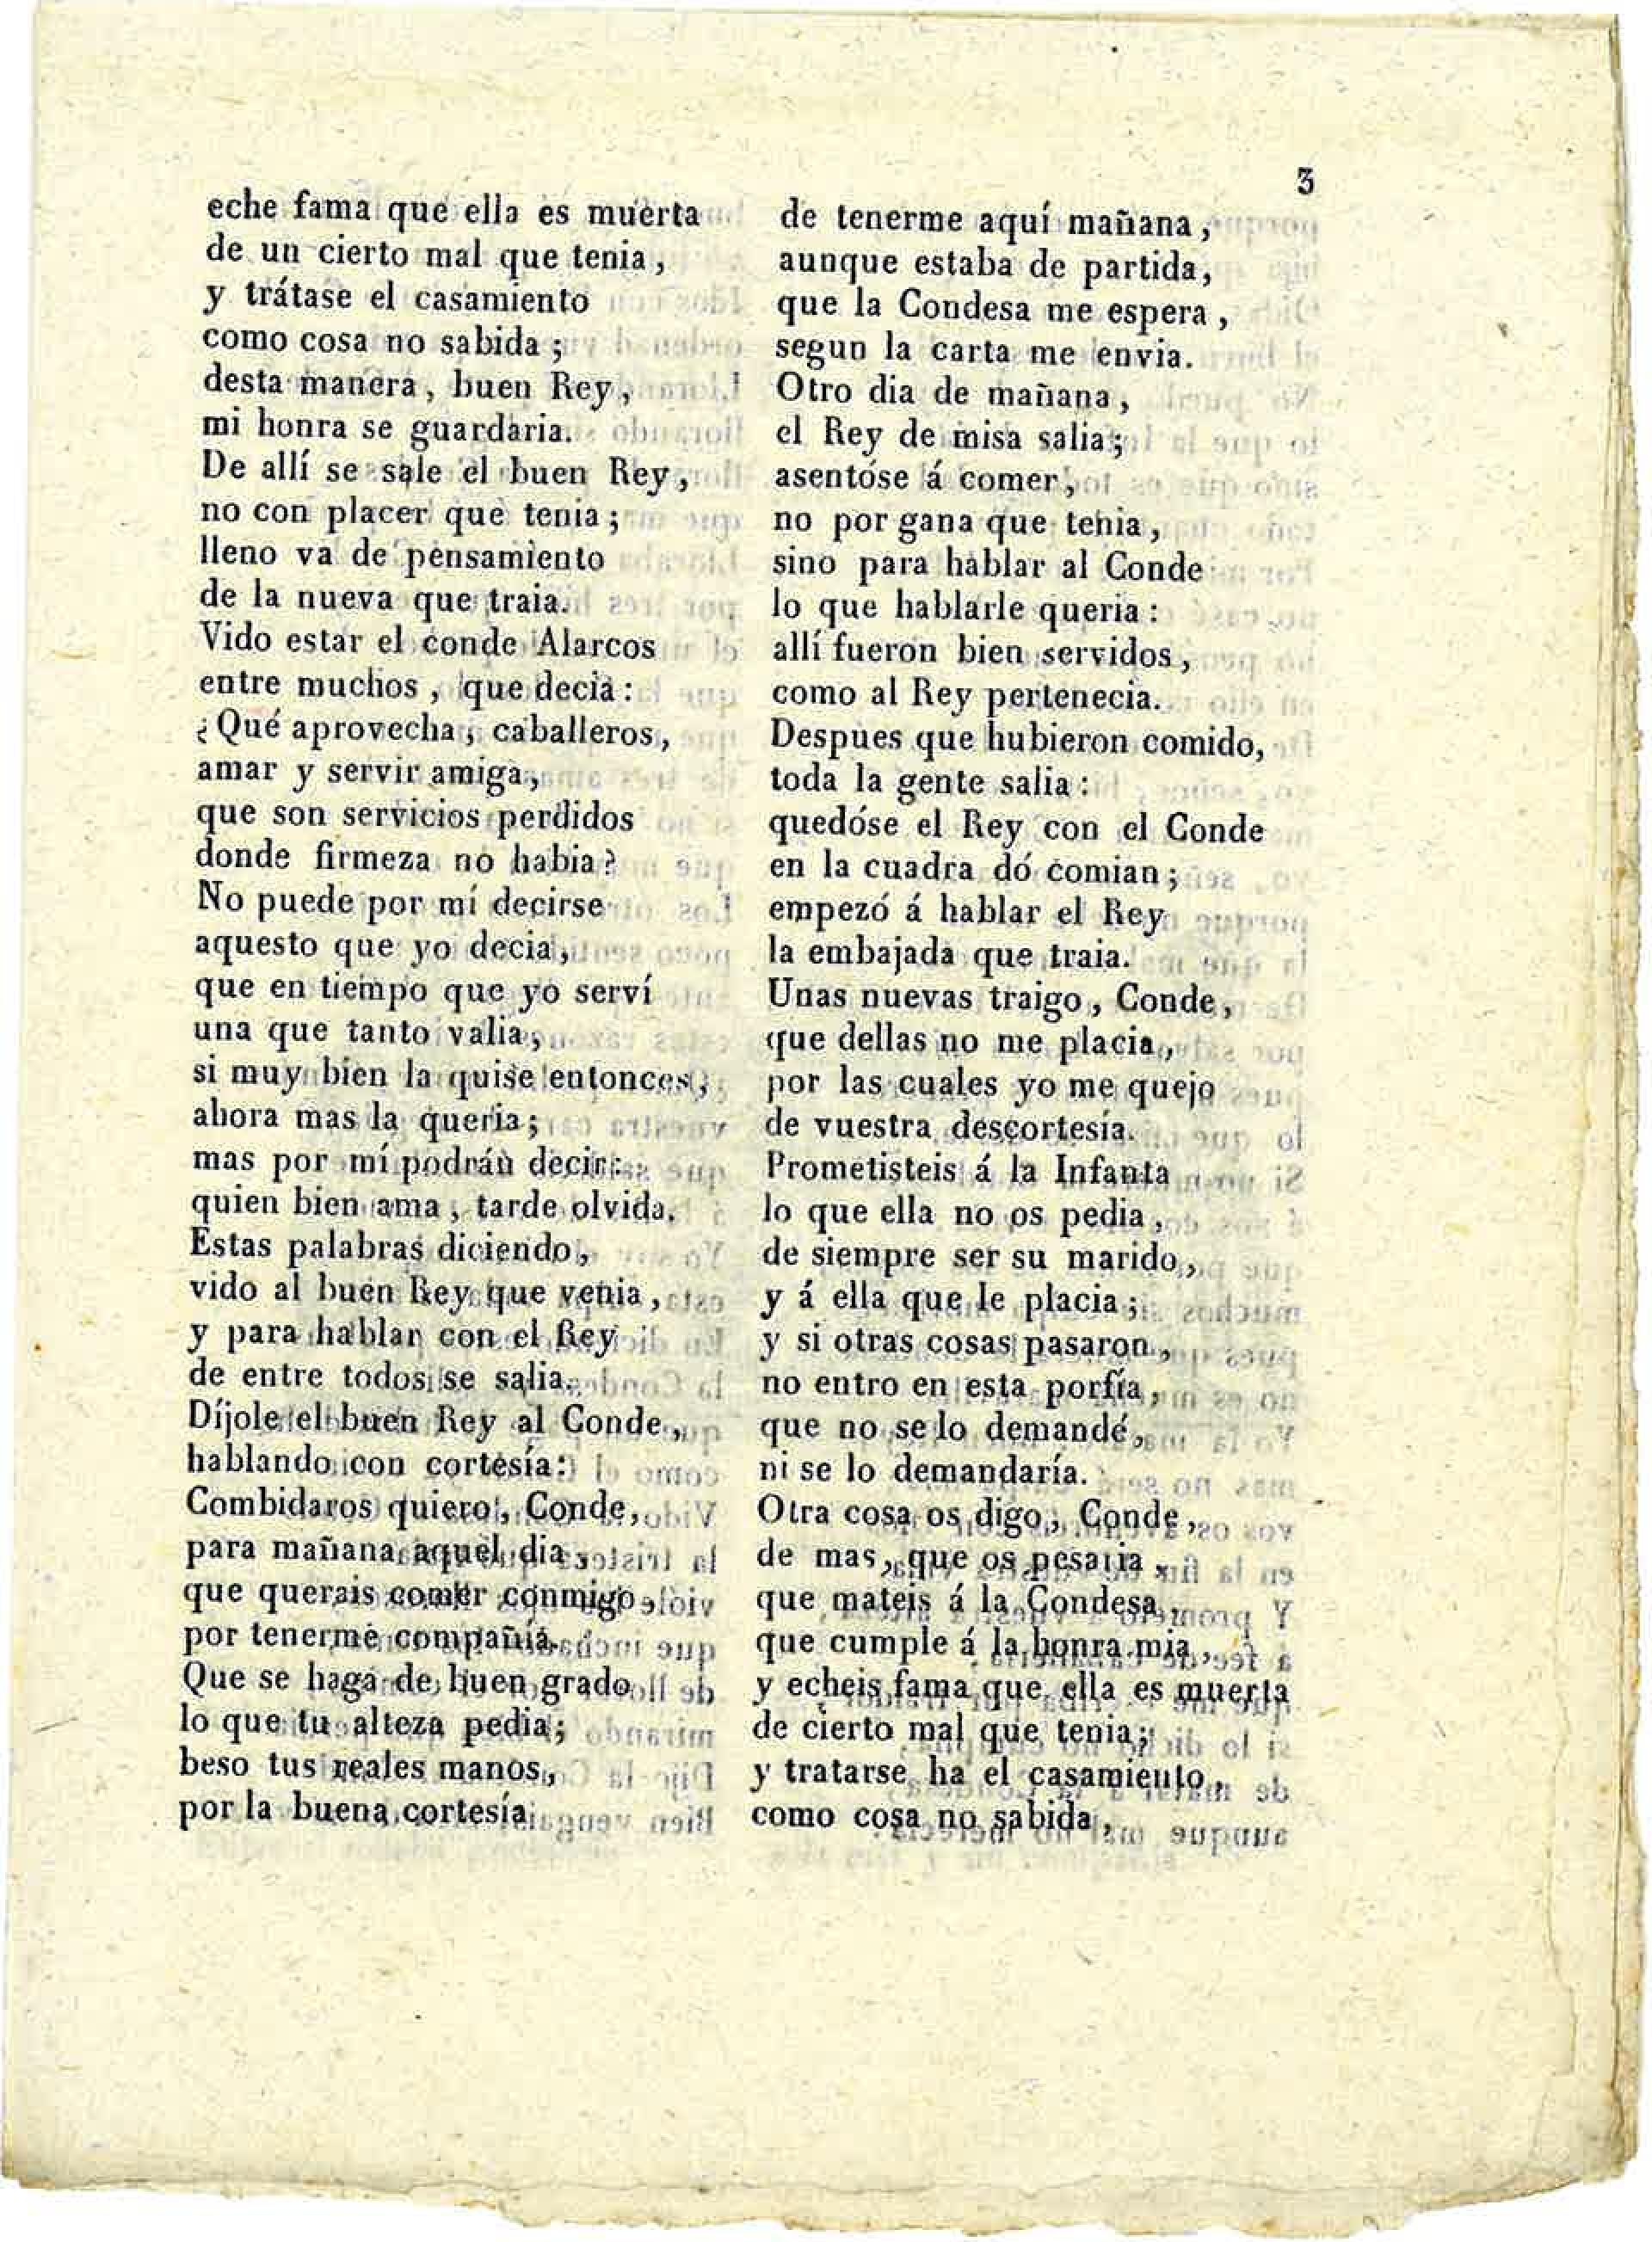 3
eche fama que ella es muerta
de un cierto mal que tenia,
y trátase el casamiento
como cosa no sabida;
desta manera, buen Rey,
mi honra se guardaria.
De allí se sale el buen Rey,
no con placer que tenia;
lleno va de pensamiento
de la nueva que traia.
Vido estar el conde Alarcos
entre muchos, que decia:
¿Qué aprovecha, caballeros,
amar y servir amiga,
que son servicios perdidos
donde firmeza no habia?
No puede por mí decirse
aquesto que yo decia,
que en tiempo que yo serví
una que tanto valia,
si muy bien la quise entonces,
ahora mas la queria;
mas por mí podrán decir:
quien bien ama, tarde olvida.
Estas palabras diciendo,
vido al buen Rey que venia,
y para hablar con el Rey
de entre todos se salia.
Díjole el buen Rey al Conde,
hablando con cortesía:
Combidaros quiero, Conde,
para mañana aquel dia,
que querais comer conmigo
por tenerme compañía.
Que se haga de buen grado
lo que tu alteza pedia;
beso tus reales manos,
por la buena cortesía
de tenerme aquí mañana,
aunque estaba de partida,
que la Condesa me espera,
segun la carta me envia.
Otro dia de mañana,
el Rey de misa salia;
asentóse á comer,
no por gana que tenia,
sino para hablar al Conde
lo que hablarle queria:
allí fueron bien servidos,
como al Rey pertenecia.
Despues que hubieron comido,
toda la gente salia:
quedóse el Rey con el Conde
en la cuadra dó comian;
empezó á hablar el Rey
la embajada que traia.
Unas nuevas traigo, Conde,
que dellas no me placia,
por las cuales yo me quejo
de vuestra descortesía.
Prometisteis á la Infanta
lo que ella no os pedia,
de siempre ser su marido,
y á ella que le placia;
y si otras cosas pasaron,
no entro en esta porfía,
que no se lo demandé,
ni se lo demandaría.
Otra cosa os digo, Conde,
de mas, que os pesaria,
que mateis á la Condesa,
que cumple á la honra mia,
y echeis fama que ella es muerta
de cierto mal que tenia;
y tratarse ha el casamiento,
como cosa no sabida,